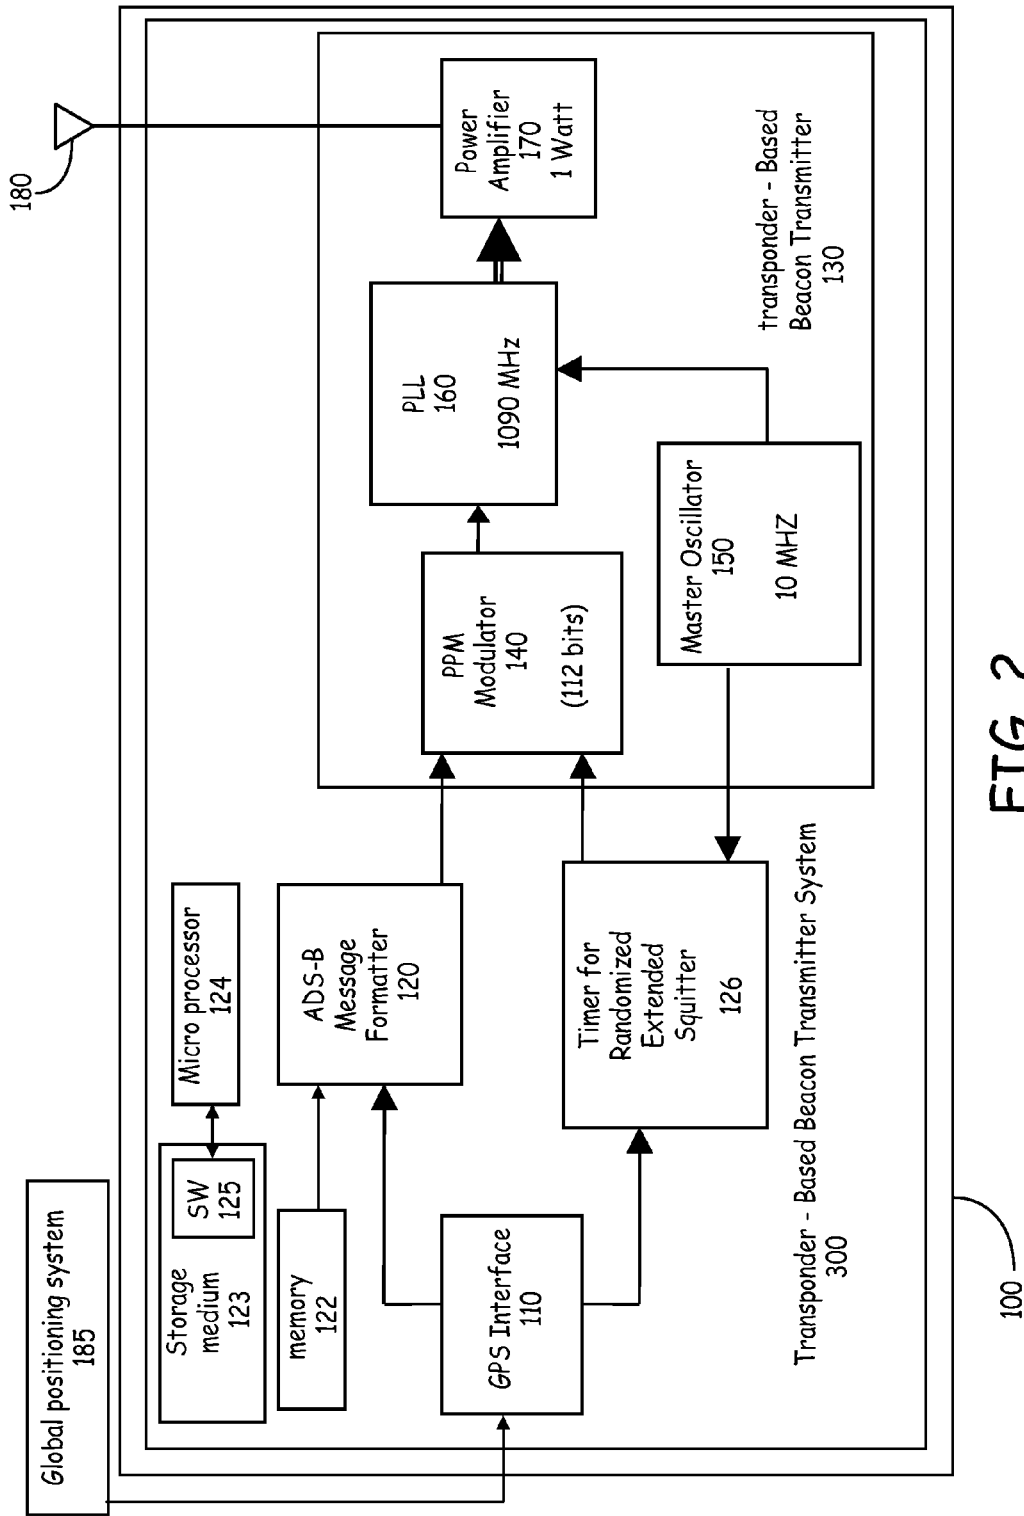 Global positioning system
185
Storage
medium
123
SW
125
Micro processor
124
memory
122
ADS-B
Message
Formatter
120
GPS Interface
110
Timer for
Randomized
Extended
Squitter
126
Transponder - Based Beacon Transmitter System
300
PPM
Modulator
140
(112 bits)
PLL
160
1090 MHz
Power
Amplifier
170
1 Watt
Master Oscillator
150
10 MHZ
transponder - Based
Beacon Transmitter
130
180
100
FIG. 2